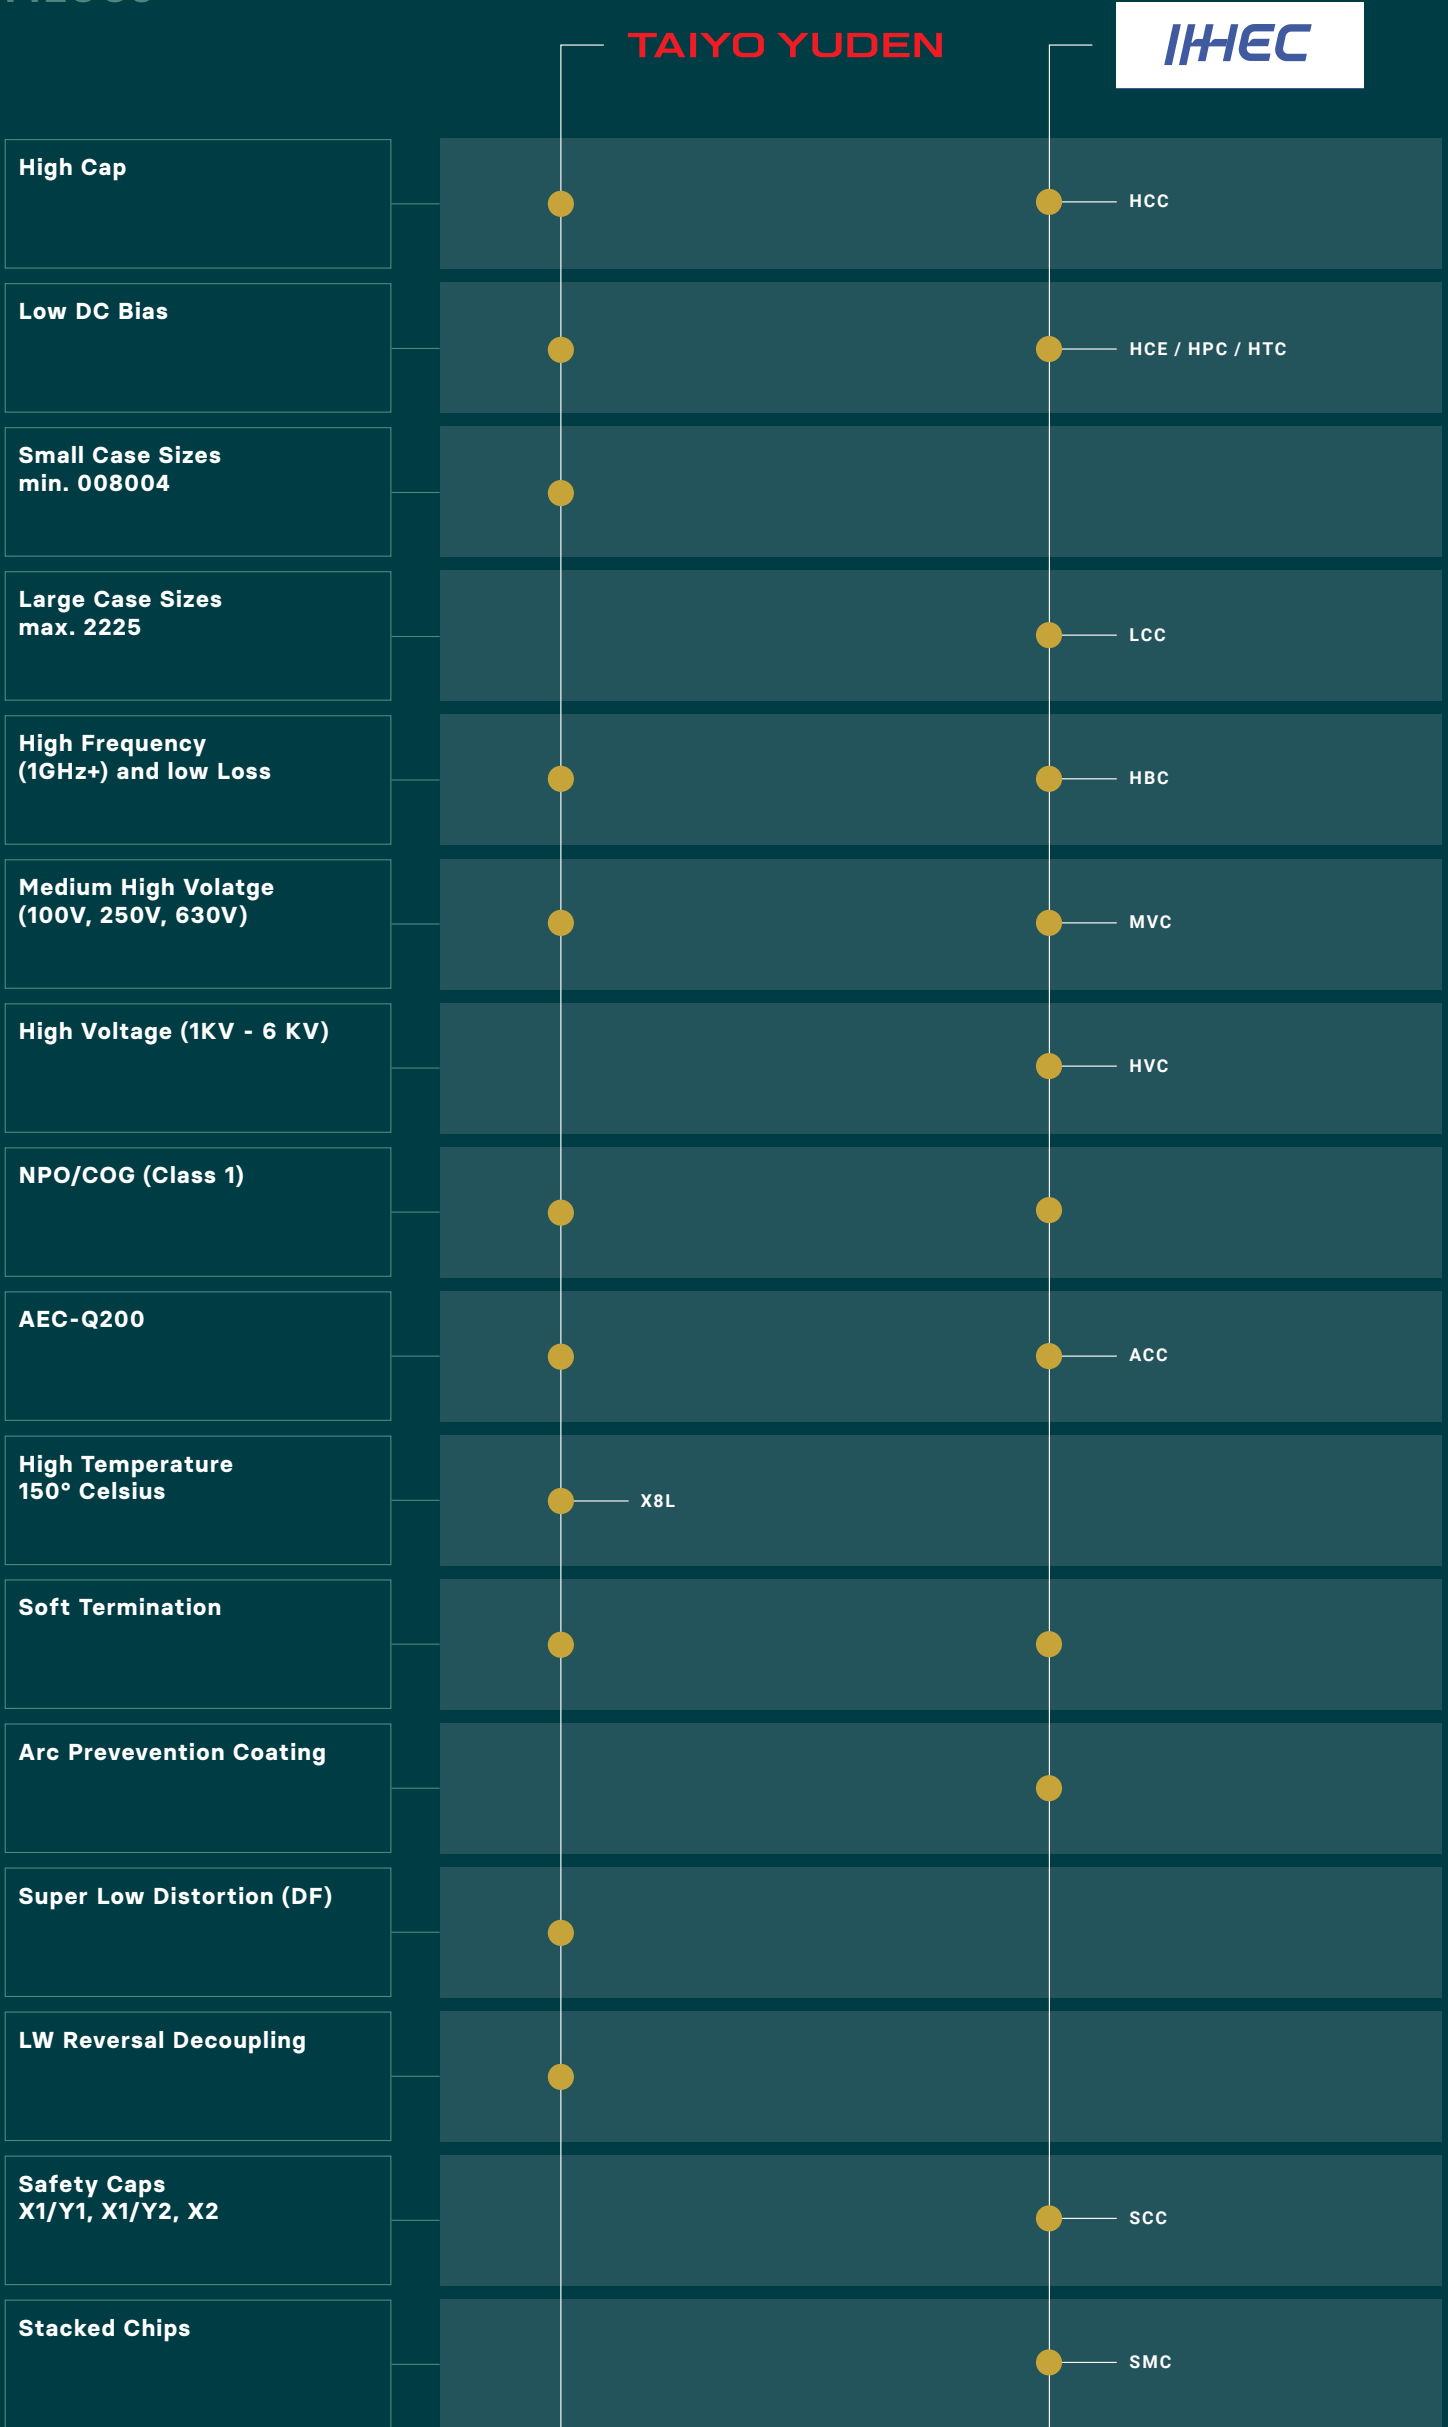 TAIYO YUDEN
HEC
High Cap
HCC
Low DC Bias
HCE / HPC / HTC
Small Case Sizes
min. 008004
Large Case Sizes
max. 2225
LCC
High Frequency
(1GHz+) and low Loss
HBC
Medium High Volatge
(100V, 250V, 630V)
MVC
High Voltage (1KV - 6 KV)
HVC
NPO/COG (Class 1)
AEC-Q200
ACC
High Temperature
150° Celsius
X8L
Soft Termination
Arc Prevevention Coating
Super Low Distortion (DF)
LW Reversal Decoupling
Safety Caps
X1/Y1, X1/Y2, X2
SCC
Stacked Chips
SMC